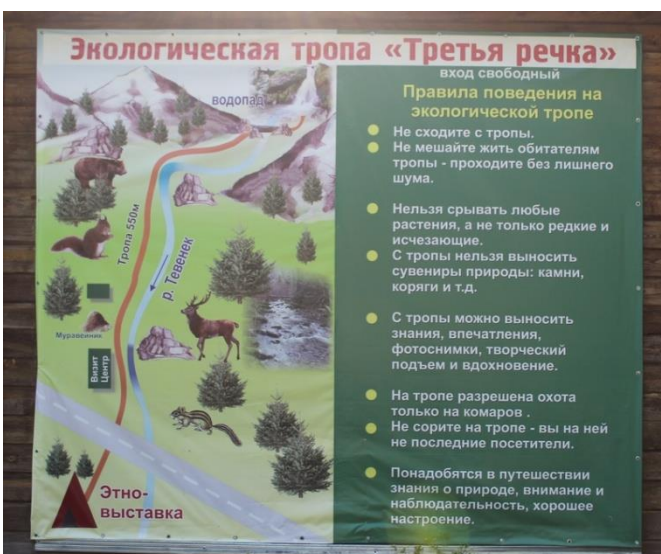 Экологическая тропа «Третья речка»
вход свободный
Правила поведения на
экологической тропе
Не сходите с тропы.
Не мешайте жить обитателям
тропы - проходите без лишнего
шума.
Нельзя срывать любые
растения, а не только редкие и
исчезающие.
С тропы нельзя выносить
сувениры природы: камни,
коряги и т.д.
С тропы можно выносить
знания, впечатления,
фотоснимки, творческий
подъем и вдохновение.
На тропе разрешена охота
только на комаров .
Не сорите на тропе - вы на ней
не последние посетители.
Понадобятся в путешествии
знания о природе, внимание и
наблюдательность, хорошее
настроение.
водопад
Тропа 550м
р. Тевенек
Муравейник
Визит
Центр
Этно-
выставка